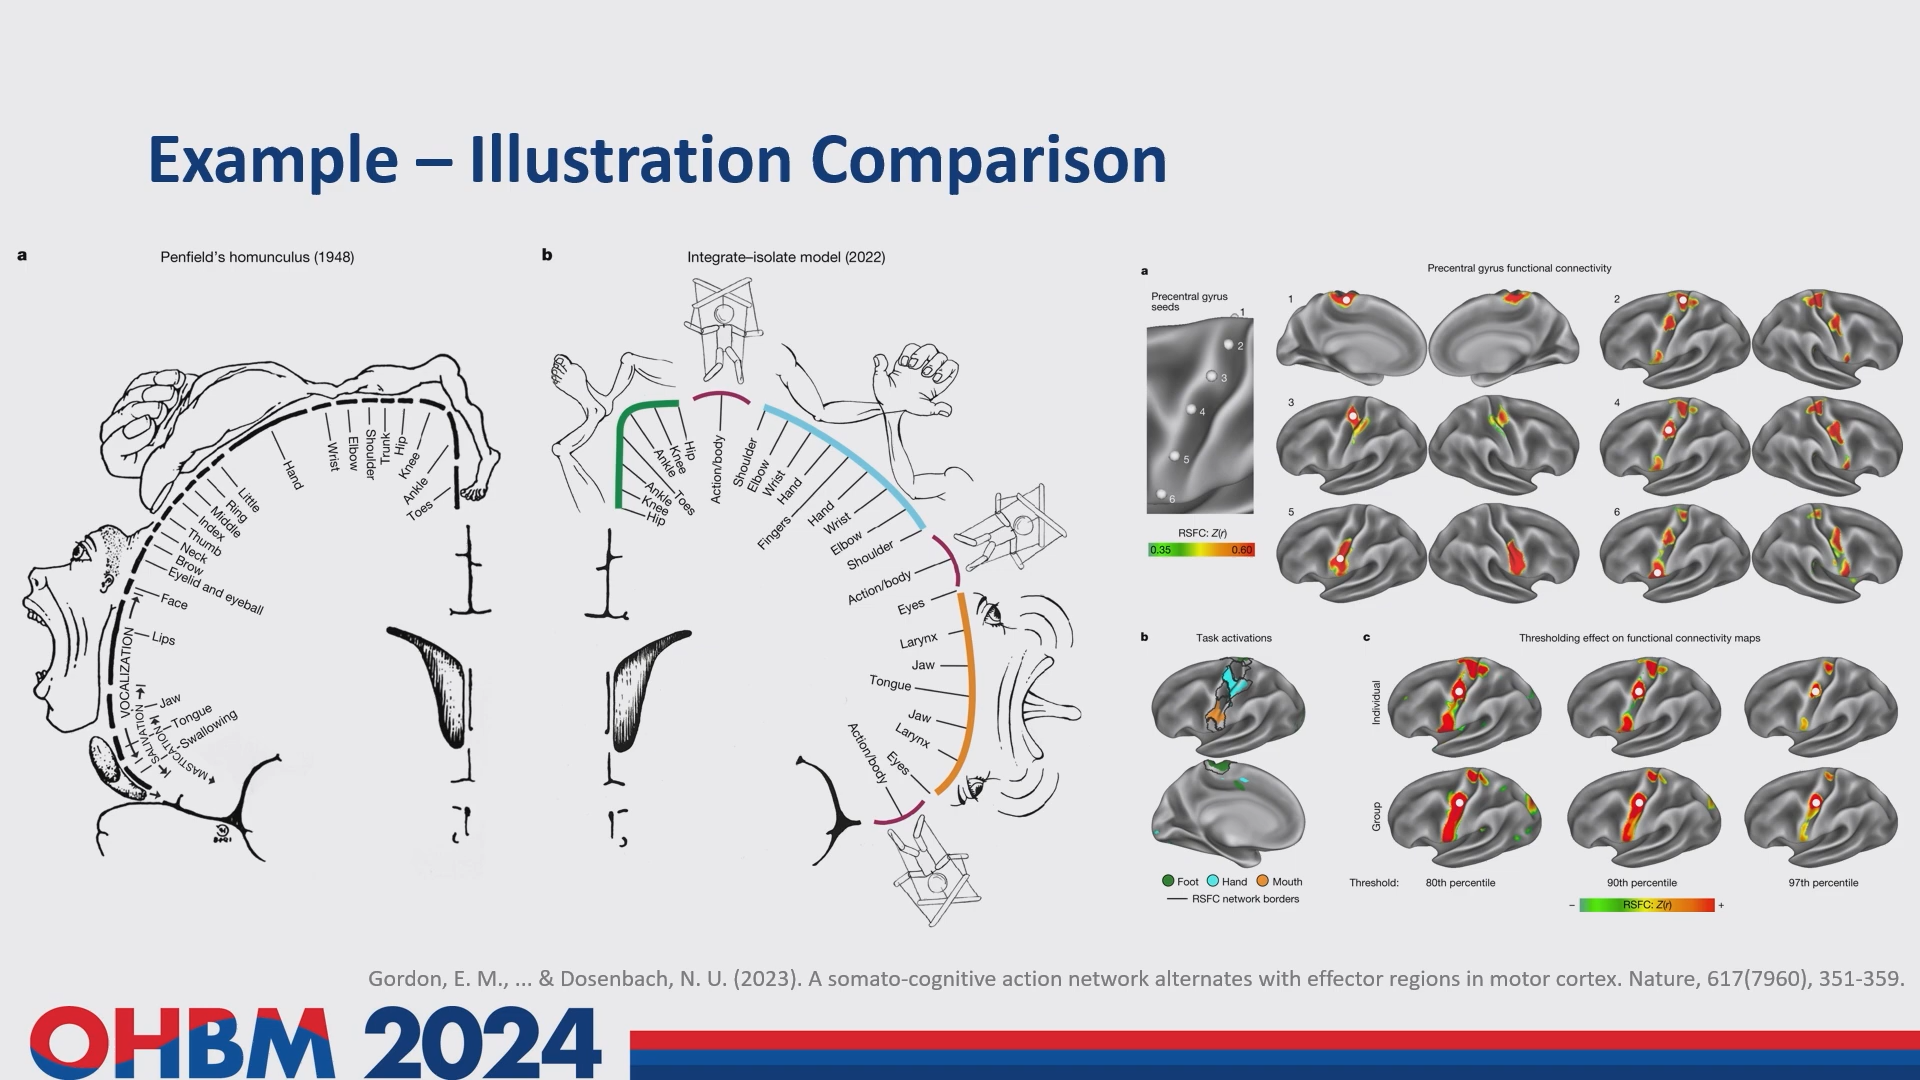 Example – Illustration Comparison
a
Penfield's homunculus (1948)
Hand
Wrist
Elbow
Shoulder
Trunk
Hip
Knee
Ankle
Toes
Little
Ring
Middle
Index
Thumb
Neck
Brow
Eyelid and eyeball
Face
Lips
VOCALIZATION
Jaw
Tongue
Swallowing
SALIVATION
MASTICATION
b
Integrate–isolate model (2022)
Hip
Knee
Ankle
Toes
Ankle
Knee
Hip
Action/body
Shoulder
Elbow
Wrist
Hand
Fingers
Hand
Wrist
Elbow
Shoulder
Action/body
Eyes
Larynx
Jaw
Tongue
Jaw
Larynx
Eyes
Action/body
a
Precentral gyrus functional connectivity
Precentral gyrus
seeds
1
2
3
4
5
6
RSFC: Z(r)
0.35 0.60
1
2
3
4
5
6
b
Task activations
Foot Hand Mouth
RSFC network borders
c
Thresholding effect on functional connectivity maps
Individual
Group
Threshold: 80th percentile 90th percentile 97th percentile
– RSFC: Z(r) +
Gordon, E. M., ... & Dosenbach, N. U. (2023). A somato-cognitive action network alternates with effector regions in motor cortex. Nature, 617(7960), 351-359.
OHBM 2024